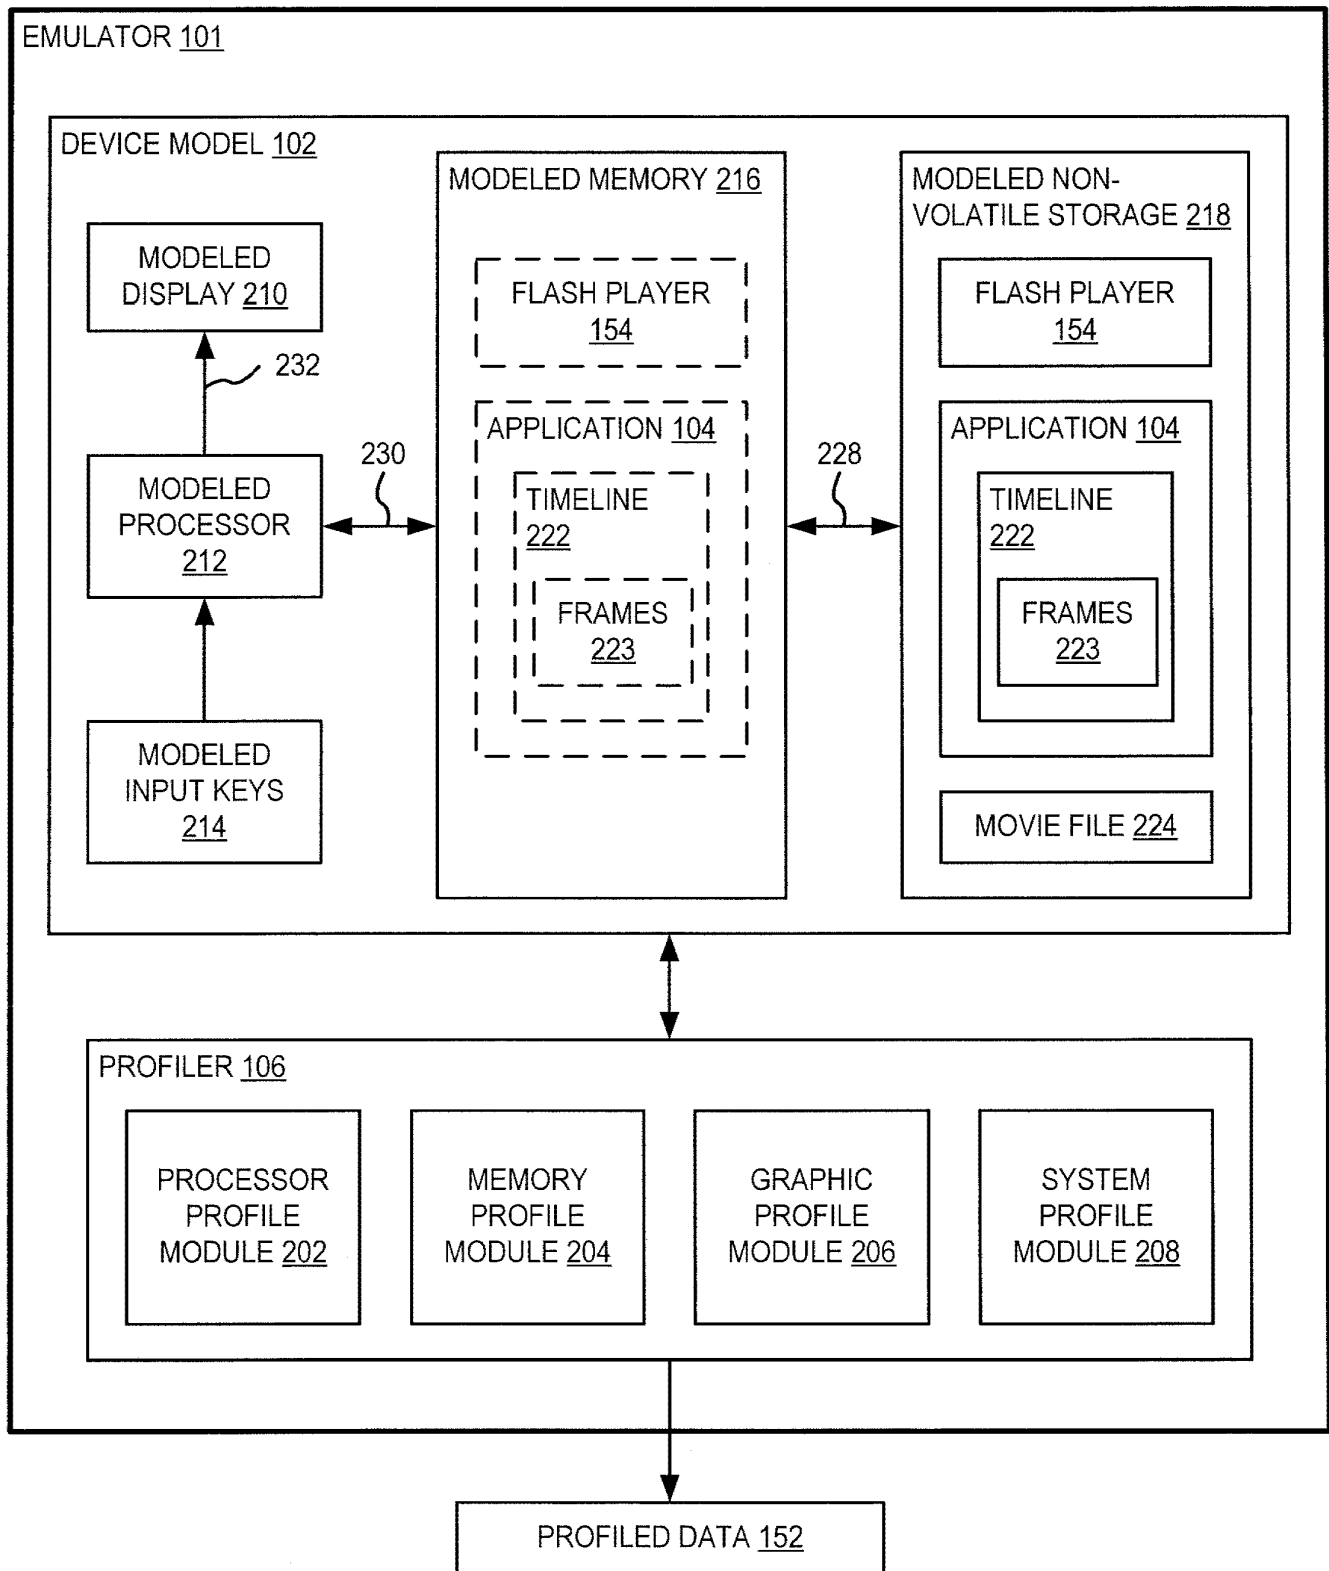 EMULATOR 101
DEVICE MODEL 102
MODELED
DISPLAY 210
232
MODELED
PROCESSOR
212
MODELED
INPUT KEYS
214
230
MODELED MEMORY 216
FLASH PLAYER
154
APPLICATION 104
TIMELINE
222
FRAMES
223
228
MODELED NON-
VOLATILE STORAGE 218
FLASH PLAYER
154
APPLICATION 104
TIMELINE
222
FRAMES
223
MOVIE FILE 224
PROFILER 106
PROCESSOR
PROFILE
MODULE 202
MEMORY
PROFILE
MODULE 204
GRAPHIC
PROFILE
MODULE 206
SYSTEM
PROFILE
MODULE 208
PROFILED DATA 152